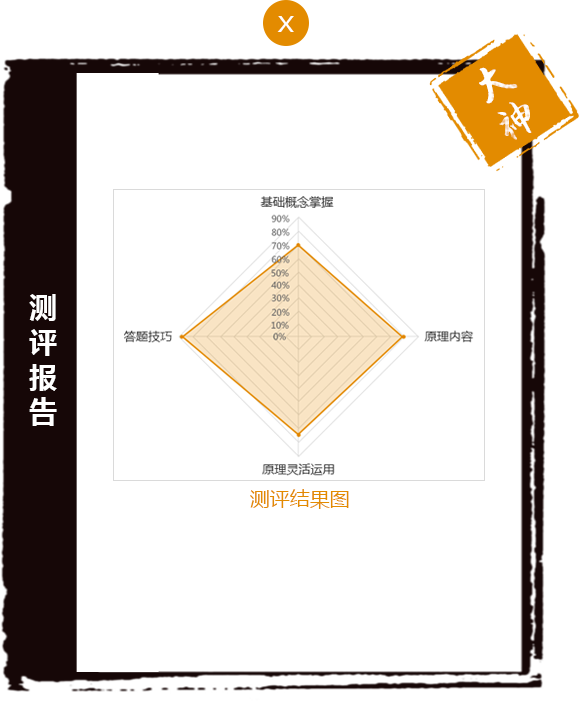 X
大
神
测
评
报
告
基础概念掌握
90%
80%
70%
60%
50%
40%
30%
20%
10%
0%
答题技巧
原理内容
原理灵活运用
测评结果图